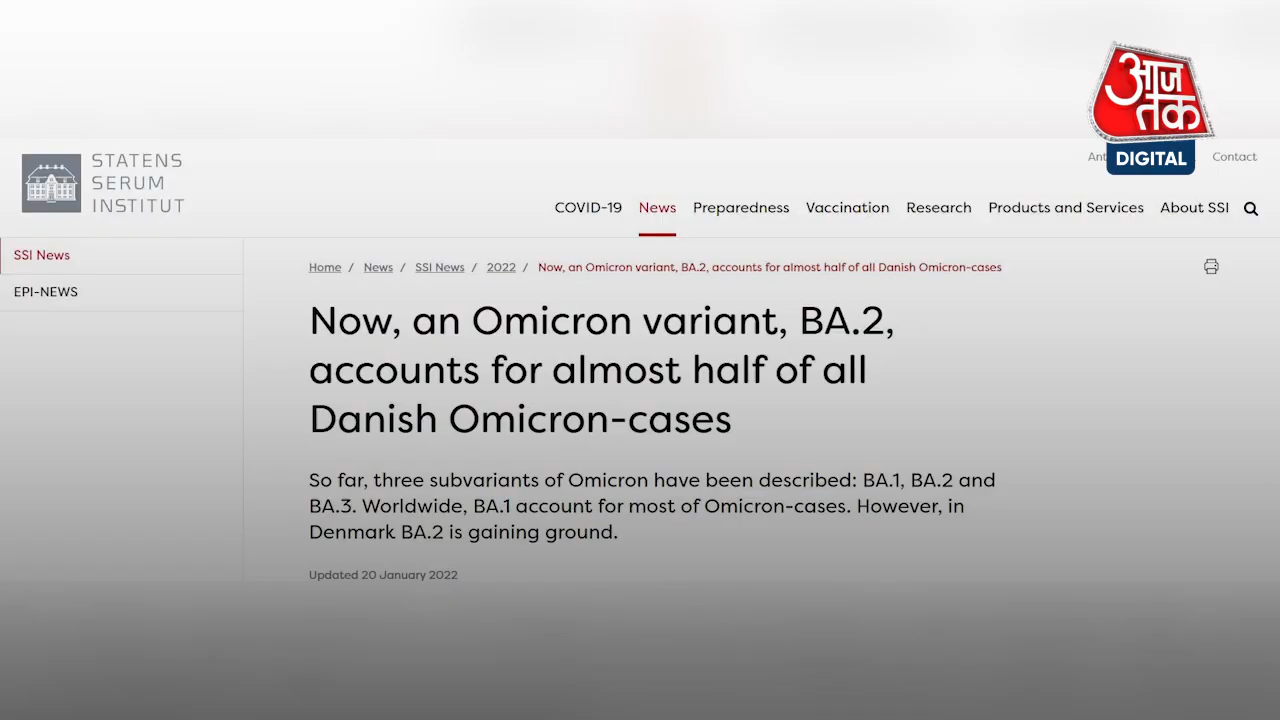 आज
तक
DIGITAL
STATENS
SERUM
INSTITUT
Ant
Contact
COVID-19 News Preparedness Vaccination Research Products and Services About SSI
SSI News
EPI-NEWS
Home / News / SSI News / 2022 / Now, an Omicron variant, BA.2, accounts for almost half of all Danish Omicron-cases
Now, an Omicron variant, BA.2,
accounts for almost half of all
Danish Omicron-cases
So far, three subvariants of Omicron have been described: BA.1, BA.2 and
BA.3. Worldwide, BA.1 account for most of Omicron-cases. However, in
Denmark BA.2 is gaining ground.
Updated 20 January 2022